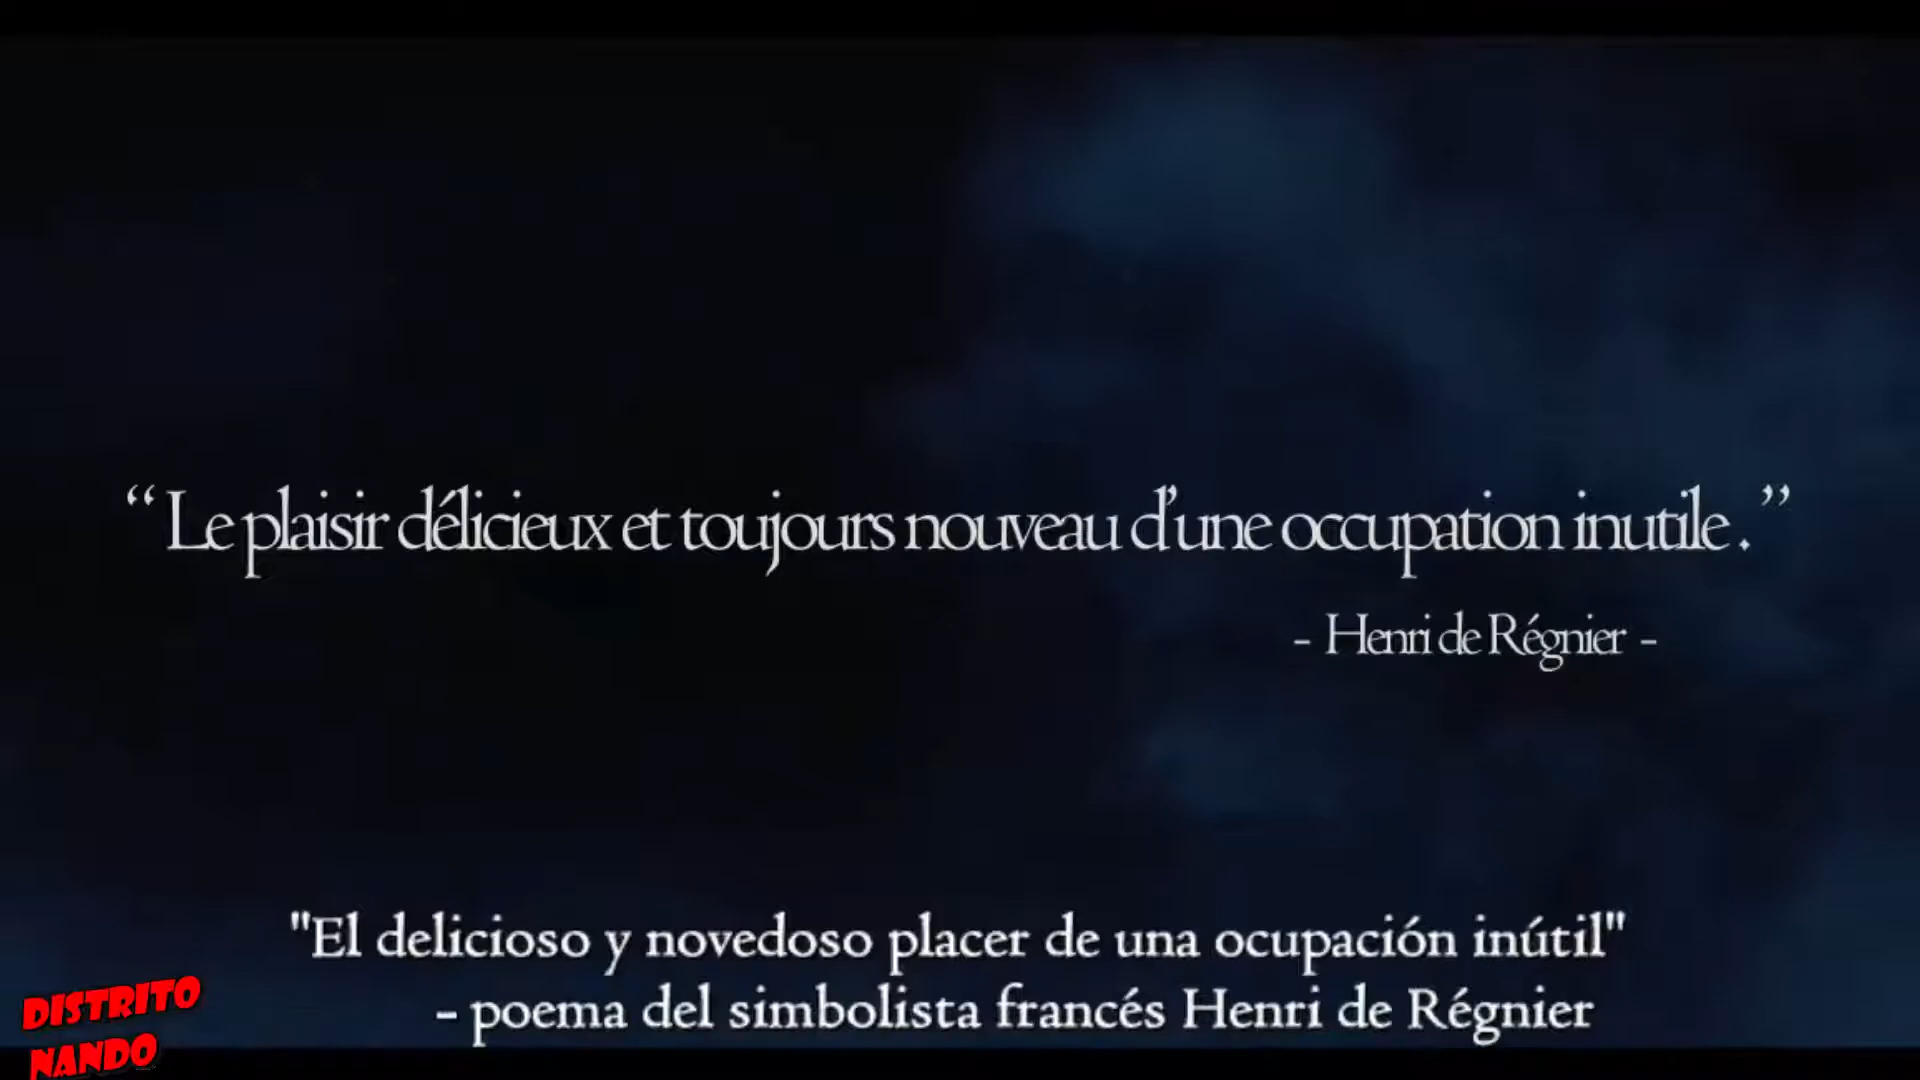 “Le plaisir délicieux et toujours nouveau d’une occupation inutile.”
- Henri de Régnier -
"El delicioso y novedoso placer de una ocupación inútil"
- poema del simbolista francés Henri de Régnier
DISTRITO
NANDO